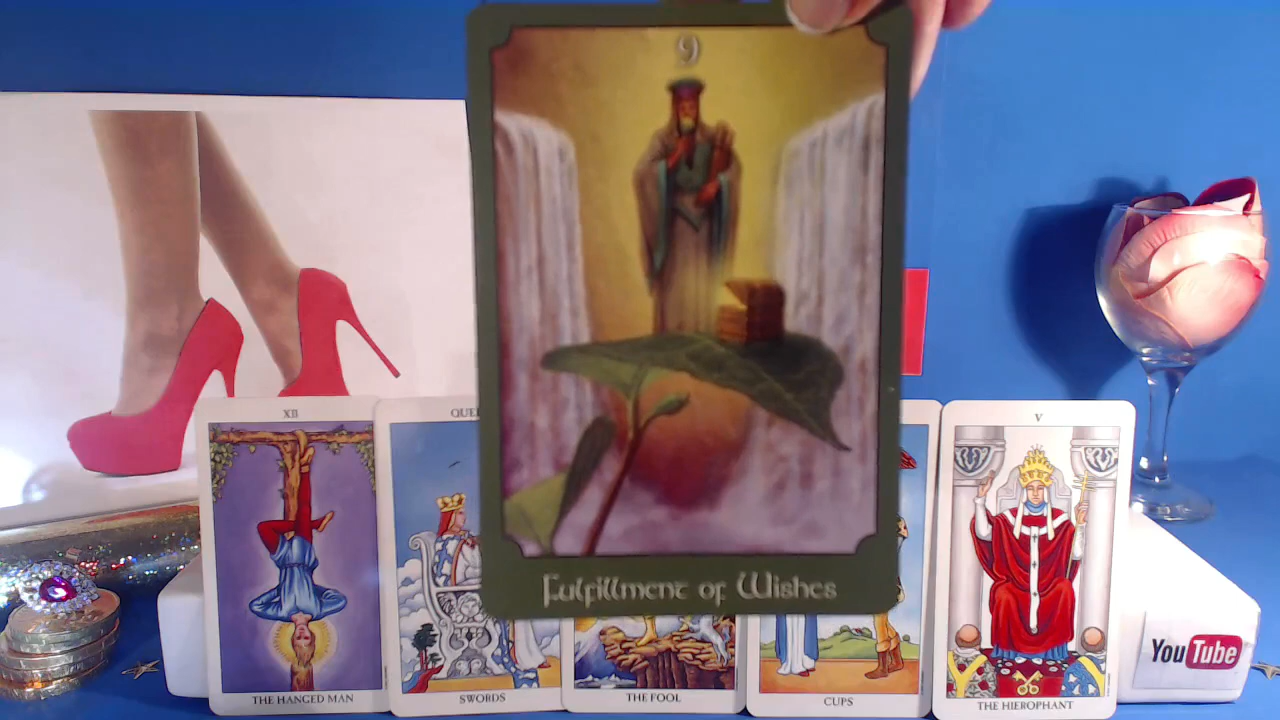 9
Fulfillment of Wishes
XII
THE HANGED MAN
SWORDS
THE FOOL
CUPS
V
THE HIEROPHANT
YouTube